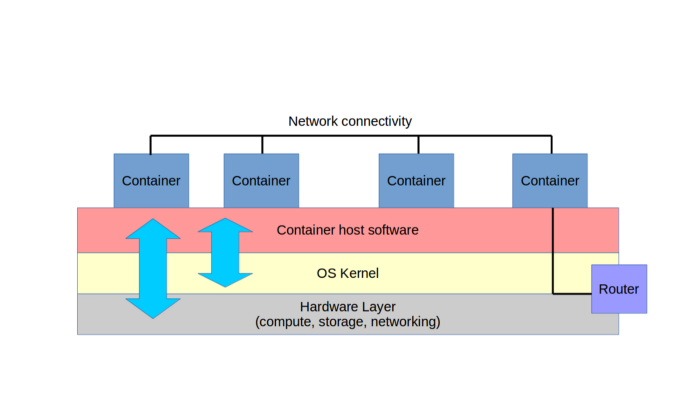 Network connectivity
Container
Container
Container
Container
Container host software
OS Kernel
Router
Hardware Layer
(compute, storage, networking)